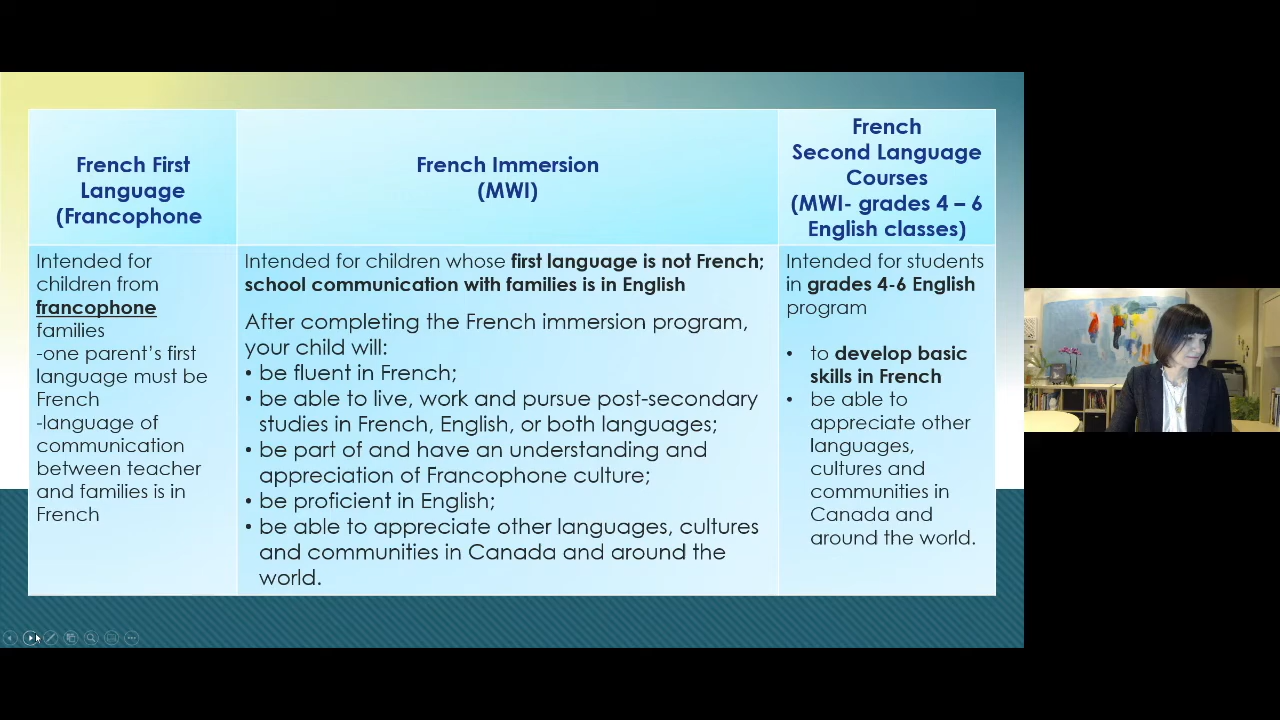 French First
Language
(Francophone
French Immersion
(MWI)
French
Second Language
Courses
(MWI- grades 4 – 6
English classes)
Intended for
children from
francophone
families
-one parent’s first
language must be
French
-language of
communication
between teacher
and families is in
French
Intended for children whose first language is not French;
school communication with families is in English
After completing the French immersion program,
your child will:
• be fluent in French;
• be able to live, work and pursue post-secondary
studies in French, English, or both languages;
• be part of and have an understanding and
appreciation of Francophone culture;
• be proficient in English;
• be able to appreciate other languages, cultures
and communities in Canada and around the
world.
Intended for students
in grades 4-6 English
program
• to develop basic
skills in French
• be able to
appreciate other
languages,
cultures and
communities in
Canada and
around the world.